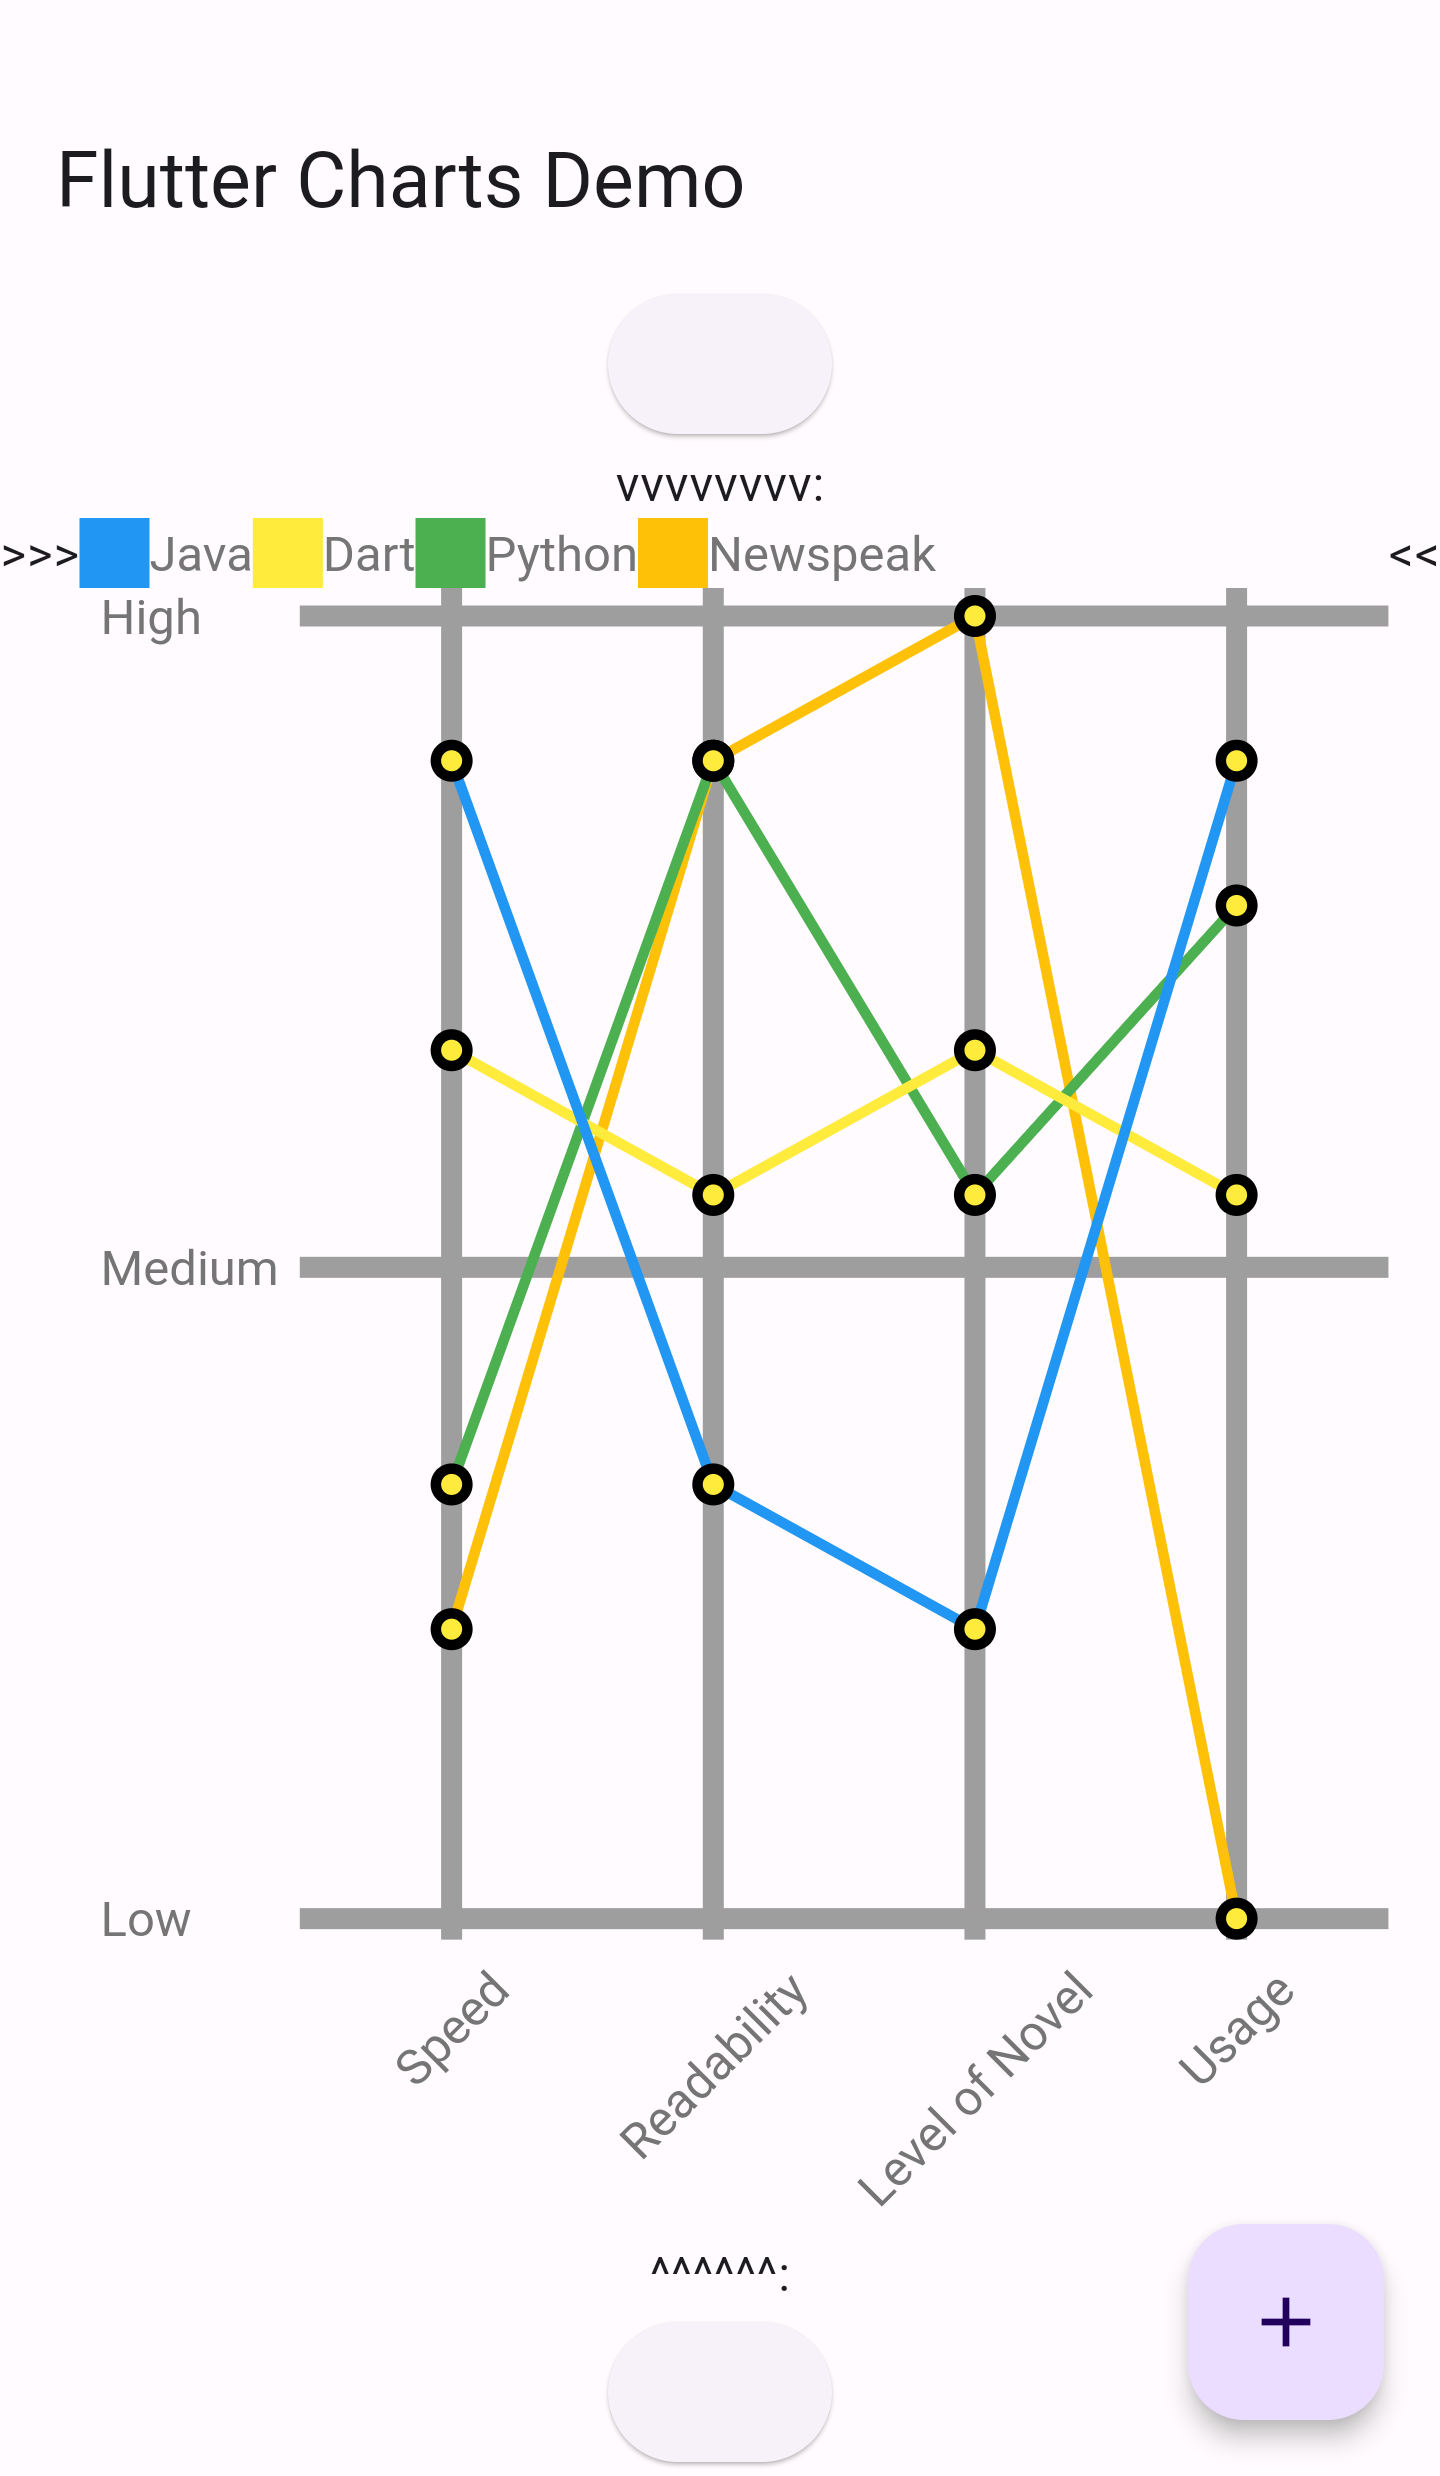 Flutter Charts Demo
vvvvvvvv:
>>> Java Dart Python Newspeak <<
High
Medium
Low
Speed
Readability
Level of Novel
Usage
^^^^^^:
+